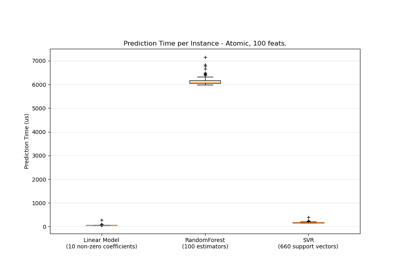 Prediction Time per Instance - Atomic, 100 feats.
Prediction Time (us)
7000
6000
5000
4000
3000
2000
1000
0
Linear Model
(10 non-zero coefficients)
RandomForest
(100 estimators)
SVR
(660 support vectors)